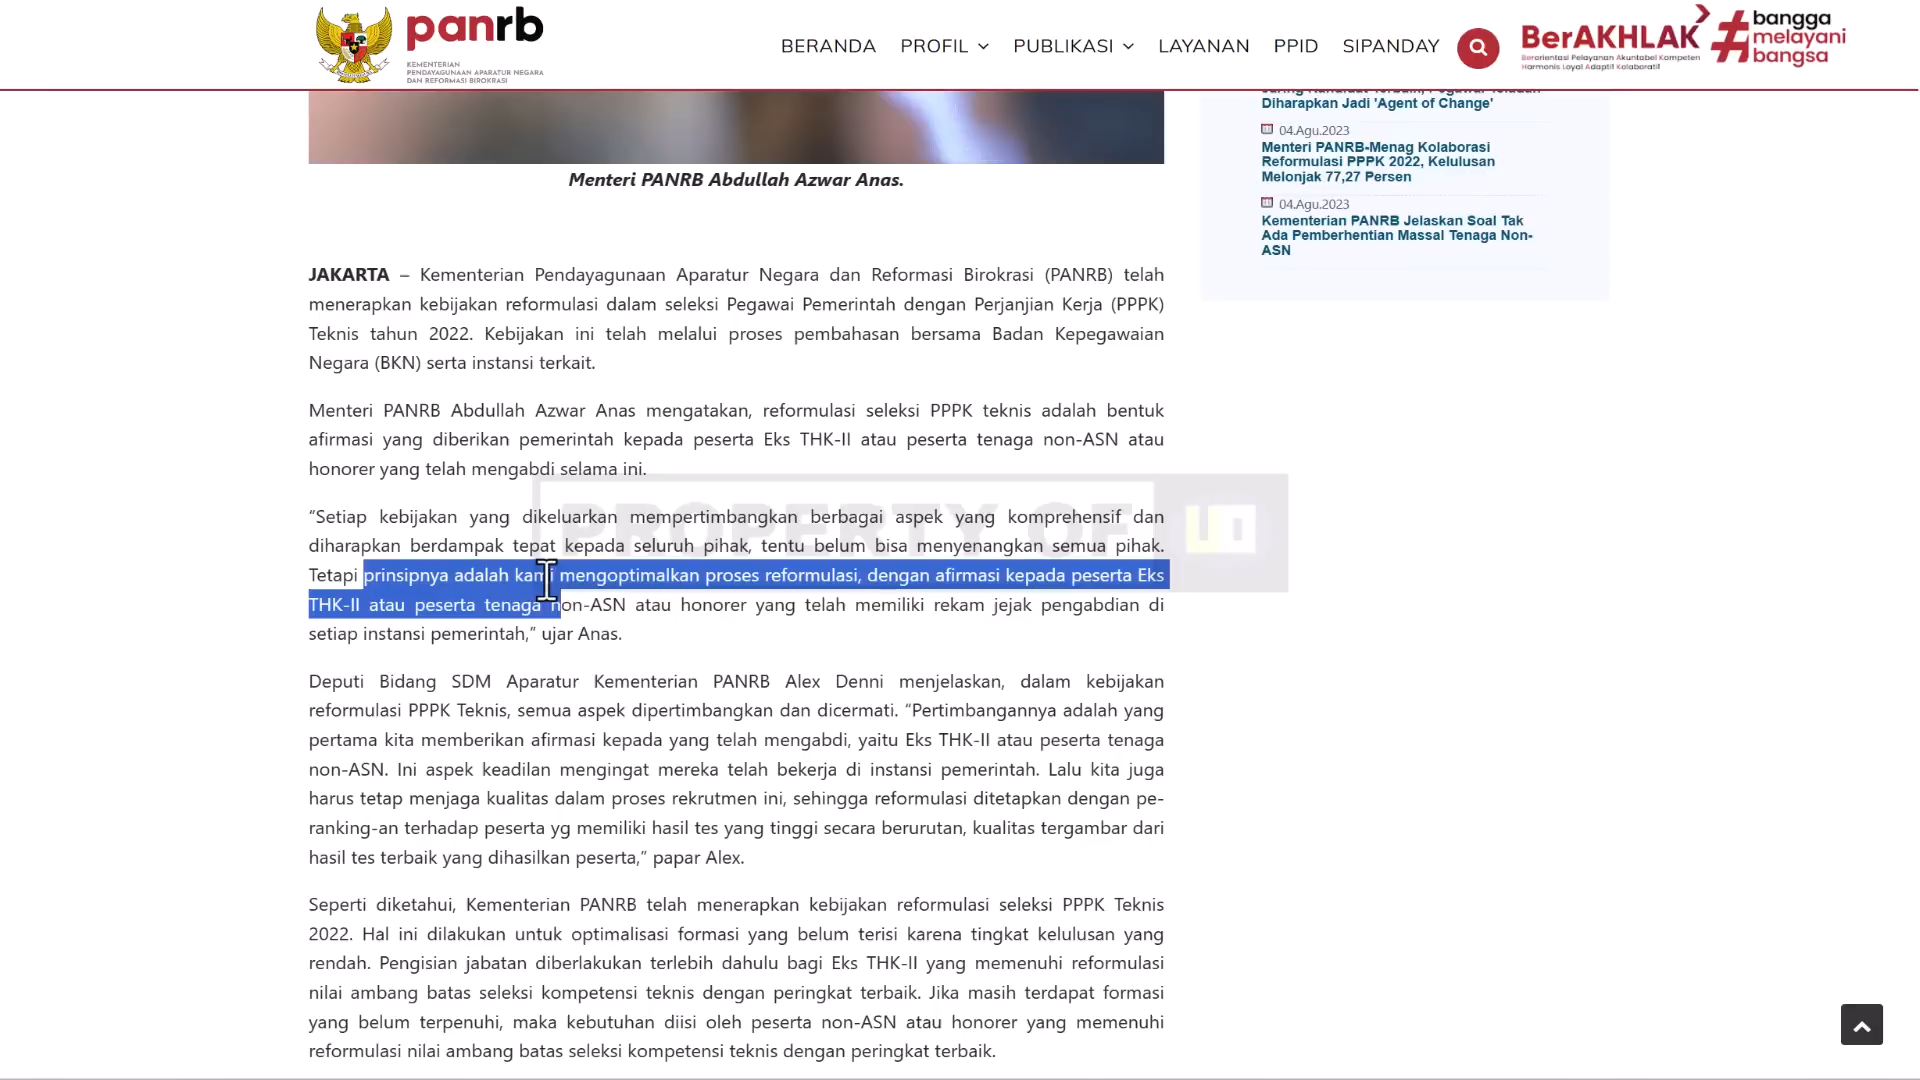 panrb
KEMENTERIAN
PENDAYAGUNAAN APARATUR NEGARA
DAN REFORMASI BIROKRASI
BERANDA PROFIL PUBLIKASI LAYANAN PPID SIPANDAY
BerAKHLAK
Berorientasi Pelayanan Akuntabel Kompeten
Harmonis Loyal Adaptif Kolaboratif
#bangga
melayani
bangsa
Menteri PANRB Abdullah Azwar Anas.
JAKARTA – Kementerian Pendayagunaan Aparatur Negara dan Reformasi Birokrasi (PANRB) telah
menerapkan kebijakan reformulasi dalam seleksi Pegawai Pemerintah dengan Perjanjian Kerja (PPPK)
Teknis tahun 2022. Kebijakan ini telah melalui proses pembahasan bersama Badan Kepegawaian
Negara (BKN) serta instansi terkait.
Menteri PANRB Abdullah Azwar Anas mengatakan, reformulasi seleksi PPPK teknis adalah bentuk
afirmasi yang diberikan pemerintah kepada peserta Eks THK-II atau peserta tenaga non-ASN atau
honorer yang telah mengabdi selama ini.
“Setiap kebijakan yang dikeluarkan mempertimbangkan berbagai aspek yang komprehensif dan
diharapkan berdampak tepat kepada seluruh pihak, tentu belum bisa menyenangkan semua pihak.
Tetapi prinsipnya adalah kami mengoptimalkan proses reformulasi, dengan afirmasi kepada peserta Eks
THK-II atau peserta tenaga non-ASN atau honorer yang telah memiliki rekam jejak pengabdian di
setiap instansi pemerintah,” ujar Anas.
Deputi Bidang SDM Aparatur Kementerian PANRB Alex Denni menjelaskan, dalam kebijakan
reformulasi PPPK Teknis, semua aspek dipertimbangkan dan dicermati. “Pertimbangannya adalah yang
pertama kita memberikan afirmasi kepada yang telah mengabdi, yaitu Eks THK-II atau peserta tenaga
non-ASN. Ini aspek keadilan mengingat mereka telah bekerja di instansi pemerintah. Lalu kita juga
harus tetap menjaga kualitas dalam proses rekrutmen ini, sehingga reformulasi ditetapkan dengan pe-
ranking-an terhadap peserta yg memiliki hasil tes yang tinggi secara berurutan, kualitas tergambar dari
hasil tes terbaik yang dihasilkan peserta,” papar Alex.
Seperti diketahui, Kementerian PANRB telah menerapkan kebijakan reformulasi seleksi PPPK Teknis
2022. Hal ini dilakukan untuk optimalisasi formasi yang belum terisi karena tingkat kelulusan yang
rendah. Pengisian jabatan diberlakukan terlebih dahulu bagi Eks THK-II yang memenuhi reformulasi
nilai ambang batas seleksi kompetensi teknis dengan peringkat terbaik. Jika masih terdapat formasi
yang belum terpenuhi, maka kebutuhan diisi oleh peserta non-ASN atau honorer yang memenuhi
reformulasi nilai ambang batas seleksi kompetensi teknis dengan peringkat terbaik.
PROPERTY OF
Diharapkan Jadi 'Agent of Change'
04.Agu.2023
Menteri PANRB-Menag Kolaborasi
Reformulasi PPPK 2022, Kelulusan
Melonjak 77,27 Persen
04.Agu.2023
Kementerian PANRB Jelaskan Soal Tak
Ada Pemberhentian Massal Tenaga Non-
ASN